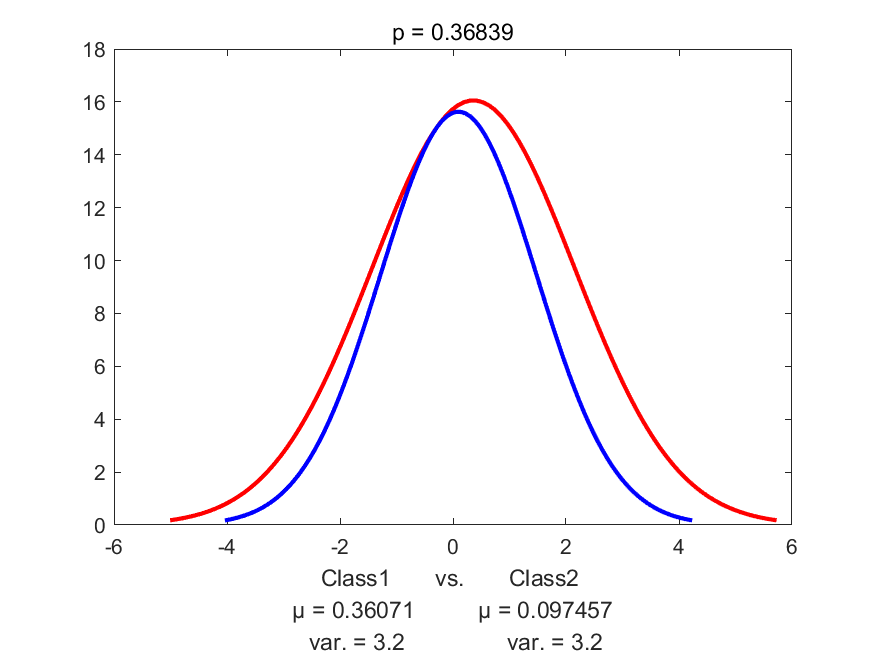 p = 0.36839
18
16
14
12
10
8
6
4
2
0
-6 -4 -2 0 2 4 6
Class1 vs. Class2
μ = 0.36071 μ = 0.097457
var. = 3.2 var. = 3.2